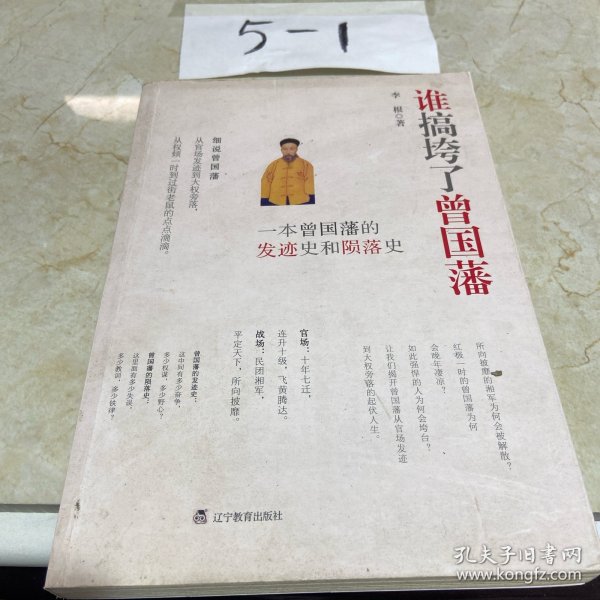 5-1
谁搞垮了曾国藩
李根◎著
细说曾国藩
从官场发迹到大权旁落，
从权倾一时到过街老鼠的点点滴滴。
一本曾国藩的
发迹史和陨落史
所向披靡的湘军为何会被解散？
红极一时的曾国藩为何
会晚年凄凉？
如此强悍的人为何会垮台？
让我们揭开曾国藩从官场发迹
到大权旁落的起伏人生。
官场：十年七迁，
连升十级，飞黄腾达。
战场：民团湘军，
平定天下，所向披靡。
曾国藩的发迹史：
这中间有多少奋争，
多少权谋，多少野心？
曾国藩的陨落史：
这里面有多少失误，
多少教训，多少铁律？
辽宁教育出版社
孔夫子旧书网
www.kongfz.com